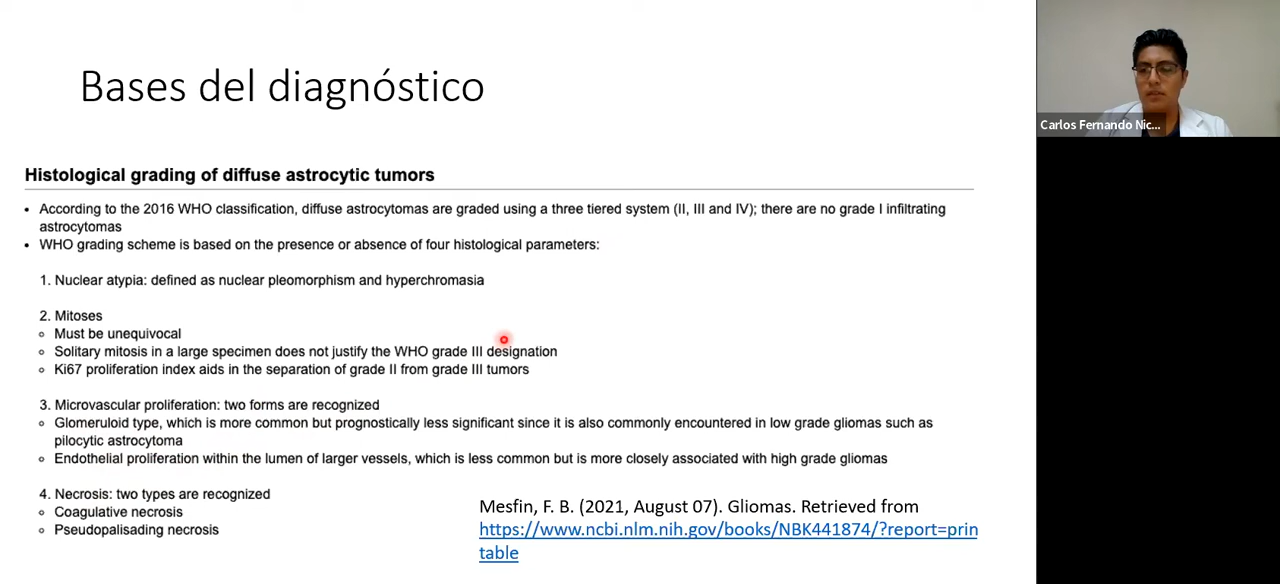 Bases del diagnóstico
Carlos Fernando Nic...
Histological grading of diffuse astrocytic tumors
• According to the 2016 WHO classification, diffuse astrocytomas are graded using a three tiered system (II, III and IV); there are no grade I infiltrating
astrocytomas
• WHO grading scheme is based on the presence or absence of four histological parameters:
1. Nuclear atypia: defined as nuclear pleomorphism and hyperchromasia
2. Mitoses
∘ Must be unequivocal
∘ Solitary mitosis in a large specimen does not justify the WHO grade III designation
∘ Ki67 proliferation index aids in the separation of grade II from grade III tumors
3. Microvascular proliferation: two forms are recognized
∘ Glomeruloid type, which is more common but prognostically less significant since it is also commonly encountered in low grade gliomas such as
pilocytic astrocytoma
∘ Endothelial proliferation within the lumen of larger vessels, which is less common but is more closely associated with high grade gliomas
4. Necrosis: two types are recognized
∘ Coagulative necrosis
∘ Pseudopalisading necrosis
Mesfin, F. B. (2021, August 07). Gliomas. Retrieved from
https://www.ncbi.nlm.nih.gov/books/NBK441874/?report=prin
table